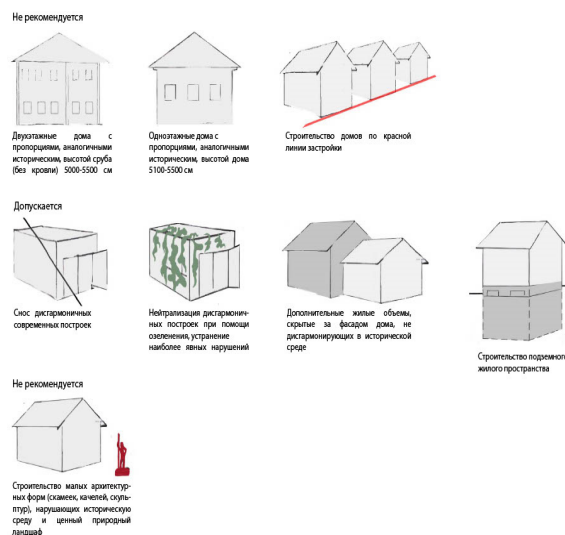 Не рекомендуется
Двухэтажные дома с
пропорциями, аналогичными
историческим, высотой сруба
(без кровли) 5000-5500 см
Одноэтажные дома с
пропорциями, аналогичными
историческим, высотой дома
5100-5500 см
Строительство домов по красной
линии застройки
Допускается
Снос дисгармоничных
современных построек
Нейтрализация дисгармонич-
ных построек при помощи
озеленения, устранение
наиболее явных нарушений
Дополнительные жилые объемы,
скрытые за фасадом дома, не
дисгармонирующих в исторической
среде
Строительство подземного
жилого пространства
Не рекомендуется
Строительство малых архитектур-
ных форм (скамеек, качелей, скуль-
птур), нарушающих историческую
среду и ценный природный
ландшаф